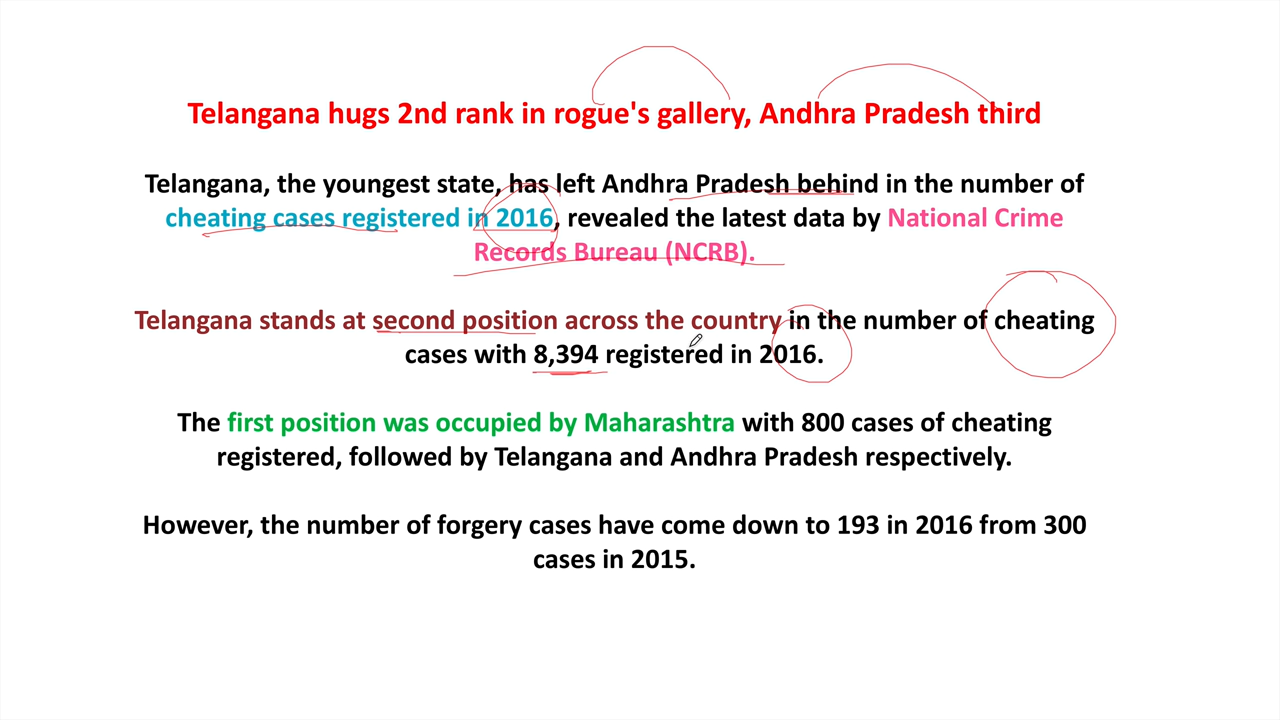 Telangana hugs 2nd rank in rogue's gallery, Andhra Pradesh third
Telangana, the youngest state, has left Andhra Pradesh behind in the number of
cheating cases registered in 2016, revealed the latest data by National Crime
Records Bureau (NCRB).
Telangana stands at second position across the country in the number of cheating
cases with 8,394 registered in 2016.
The first position was occupied by Maharashtra with 800 cases of cheating
registered, followed by Telangana and Andhra Pradesh respectively.
However, the number of forgery cases have come down to 193 in 2016 from 300
cases in 2015.